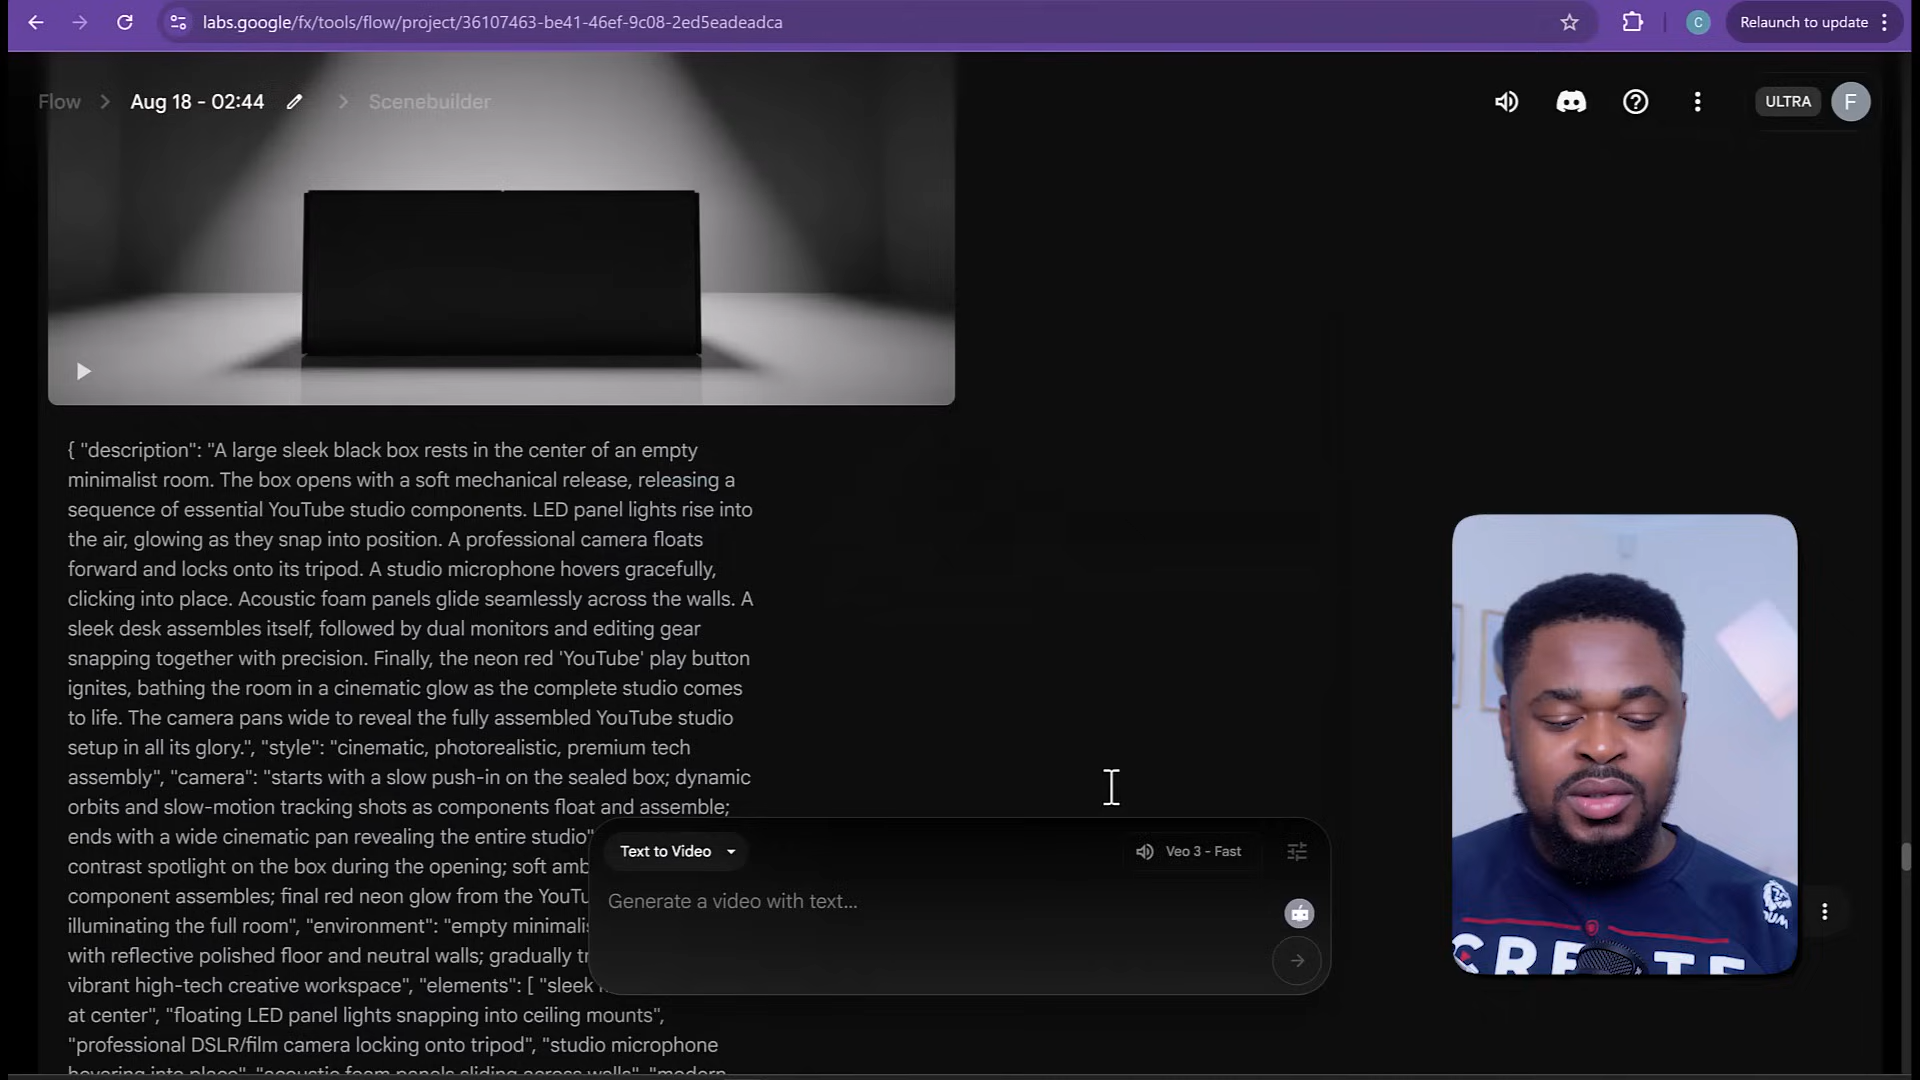 labs.google/fx/tools/flow/project/36107463-be41-46ef-9c08-2ed5eadeadca
C
Relaunch to update
Flow
Aug 18 - 02:44
Scenebuilder
ULTRA
F
{ "description": "A large sleek black box rests in the center of an empty
minimalist room. The box opens with a soft mechanical release, releasing a
sequence of essential YouTube studio components. LED panel lights rise into
the air, glowing as they snap into position. A professional camera floats
forward and locks onto its tripod. A studio microphone hovers gracefully,
clicking into place. Acoustic foam panels glide seamlessly across the walls. A
sleek desk assembles itself, followed by dual monitors and editing gear
snapping together with precision. Finally, the neon red 'YouTube' play button
ignites, bathing the room in a cinematic glow as the complete studio comes
to life. The camera pans wide to reveal the fully assembled YouTube studio
setup in all its glory.", "style": "cinematic, photorealistic, premium tech
assembly", "camera": "starts with a slow push-in on the sealed box; dynamic
orbits and slow-motion tracking shots as components float and assemble;
ends with a wide cinematic pan revealing the entire studio"
contrast spotlight on the box during the opening; soft amb
component assembles; final red neon glow from the YouTu
illuminating the full room", "environment": "empty minimalis
with reflective polished floor and neutral walls; gradually tr
vibrant high-tech creative workspace", "elements": [ "sleek
at center", "floating LED panel lights snapping into ceiling mounts",
"professional DSLR/film camera locking onto tripod", "studio microphone
hovering into place", "acoustic foam panels sliding across walls", "modern
Text to Video
Veo 3 - Fast
Generate a video with text...
CREATE